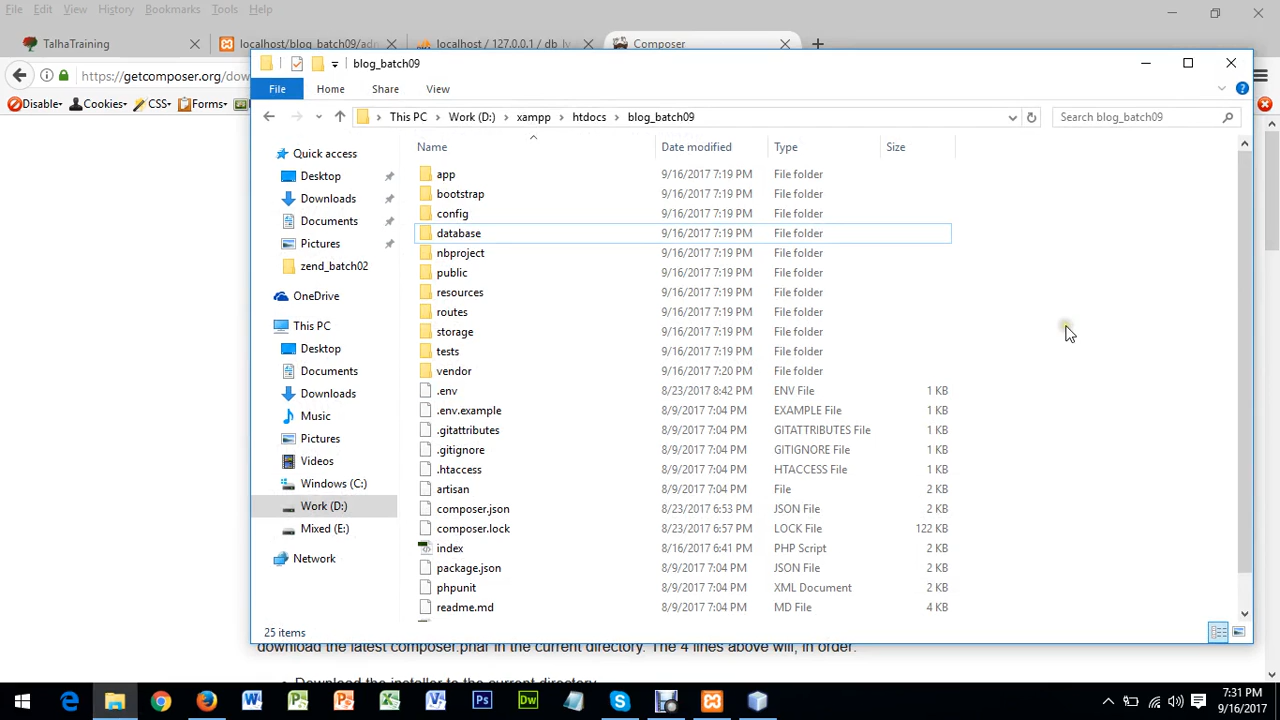 File Edit View History Bookmarks Tools Help
TalhaTraining
localhost/blog_batch09/adm
localhost / 127.0.0.1 / db_lv
Composer
https://getcomposer.org/dow
Disable
Cookies
CSS
Forms
blog_batch09
File Home Share View
This PC Work (D:) xampp htdocs blog_batch09
Search blog_batch09
Name Date modified Type Size
Quick access
Desktop
Downloads
Documents
Pictures
zend_batch02
OneDrive
This PC
Desktop
Documents
Downloads
Music
Pictures
Videos
Windows (C:)
Work (D:)
Mixed (E:)
Network
app 9/16/2017 7:19 PM File folder
bootstrap 9/16/2017 7:19 PM File folder
config 9/16/2017 7:19 PM File folder
database 9/16/2017 7:19 PM File folder
nbproject 9/16/2017 7:19 PM File folder
public 9/16/2017 7:19 PM File folder
resources 9/16/2017 7:19 PM File folder
routes 9/16/2017 7:19 PM File folder
storage 9/16/2017 7:19 PM File folder
tests 9/16/2017 7:19 PM File folder
vendor 9/16/2017 7:20 PM File folder
.env 8/23/2017 8:42 PM ENV File 1 KB
.env.example 8/9/2017 7:04 PM EXAMPLE File 1 KB
.gitattributes 8/9/2017 7:04 PM GITATTRIBUTES File 1 KB
.gitignore 8/9/2017 7:04 PM GITIGNORE File 1 KB
.htaccess 8/9/2017 7:04 PM HTACCESS File 1 KB
artisan 8/9/2017 7:04 PM File 2 KB
composer.json 8/23/2017 6:53 PM JSON File 2 KB
composer.lock 8/23/2017 6:57 PM LOCK File 122 KB
index 8/16/2017 6:41 PM PHP Script 2 KB
package.json 8/9/2017 7:04 PM JSON File 2 KB
phpunit 8/9/2017 7:04 PM XML Document 2 KB
readme.md 8/9/2017 7:04 PM MD File 4 KB
25 items
download the latest composer.phar in the current directory. The 4 lines above will, in order:
Download the installer to the current directory
7:31 PM
9/16/2017